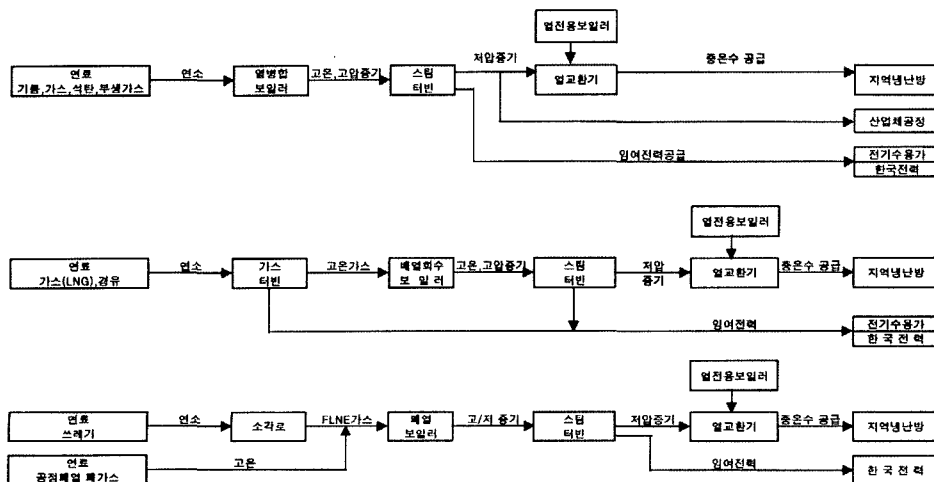 열전용보일러
저압증기
중온수 공급
연료
기름,가스,석탄,부생가스
연소
열병합
보일러
고온,고압증기
스팀
터빈
열교환기
지역냉난방
산업체공정
잉여전력공급
전기수용가
한국전력
열전용보일러
연료
가스(LNG),경유
연소
가스
터빈
고온가스
배열회수
보 일 러
고온,고압증기
스팀
터빈
저압
증기
열교환기
중온수 공급
지역냉난방
잉여전력
전기수용가
한 국 전 력
열전용보일러
연료
쓰레기
연소
소각로
FLNE가스
폐열
보일러
고/저 증기
스팀
터빈
저압증기
열교환기
중온수 공급
지역냉난방
연료
공정폐열 폐가스
고온
잉여전력
한 국 전 력